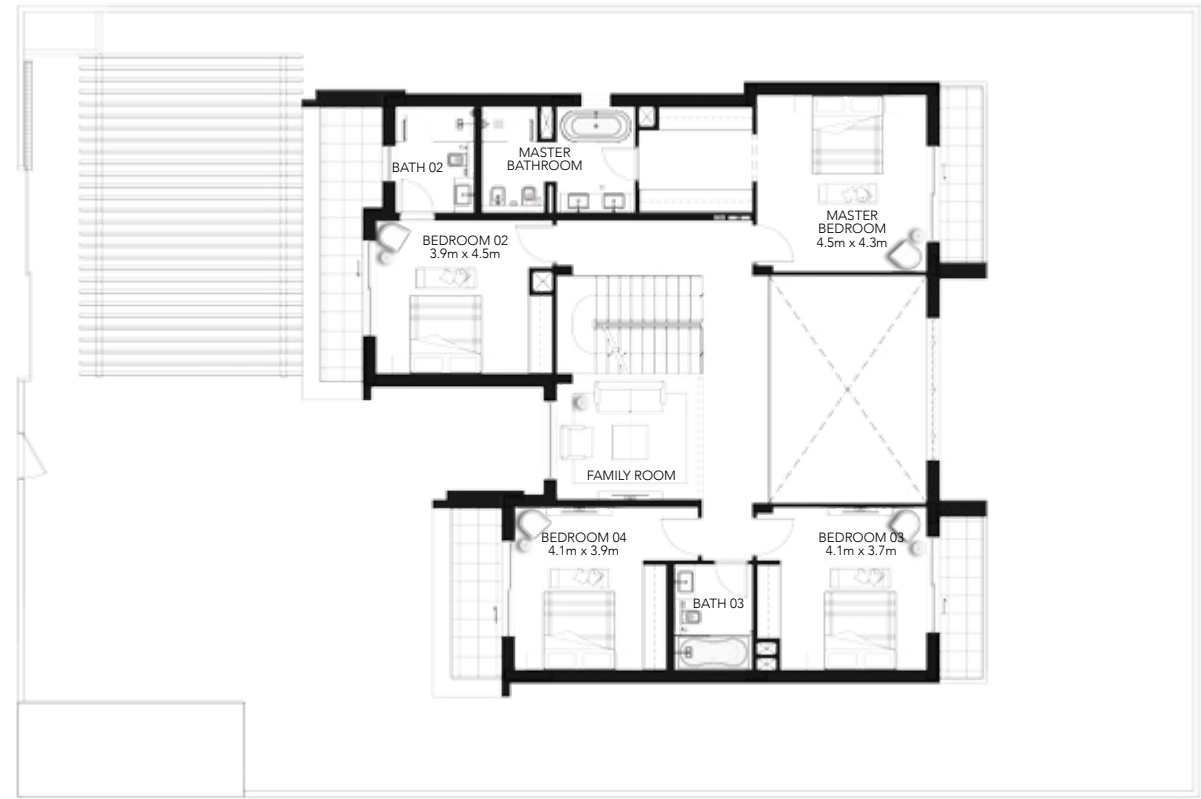 BATH 02
MASTER
BATHROOM
MASTER
BEDROOM
4.5m x 4.3m
BEDROOM 02
3.9m x 4.5m
FAMILY ROOM
BEDROOM 04
4.1m x 3.9m
BEDROOM 03
4.1m x 3.7m
BATH 03